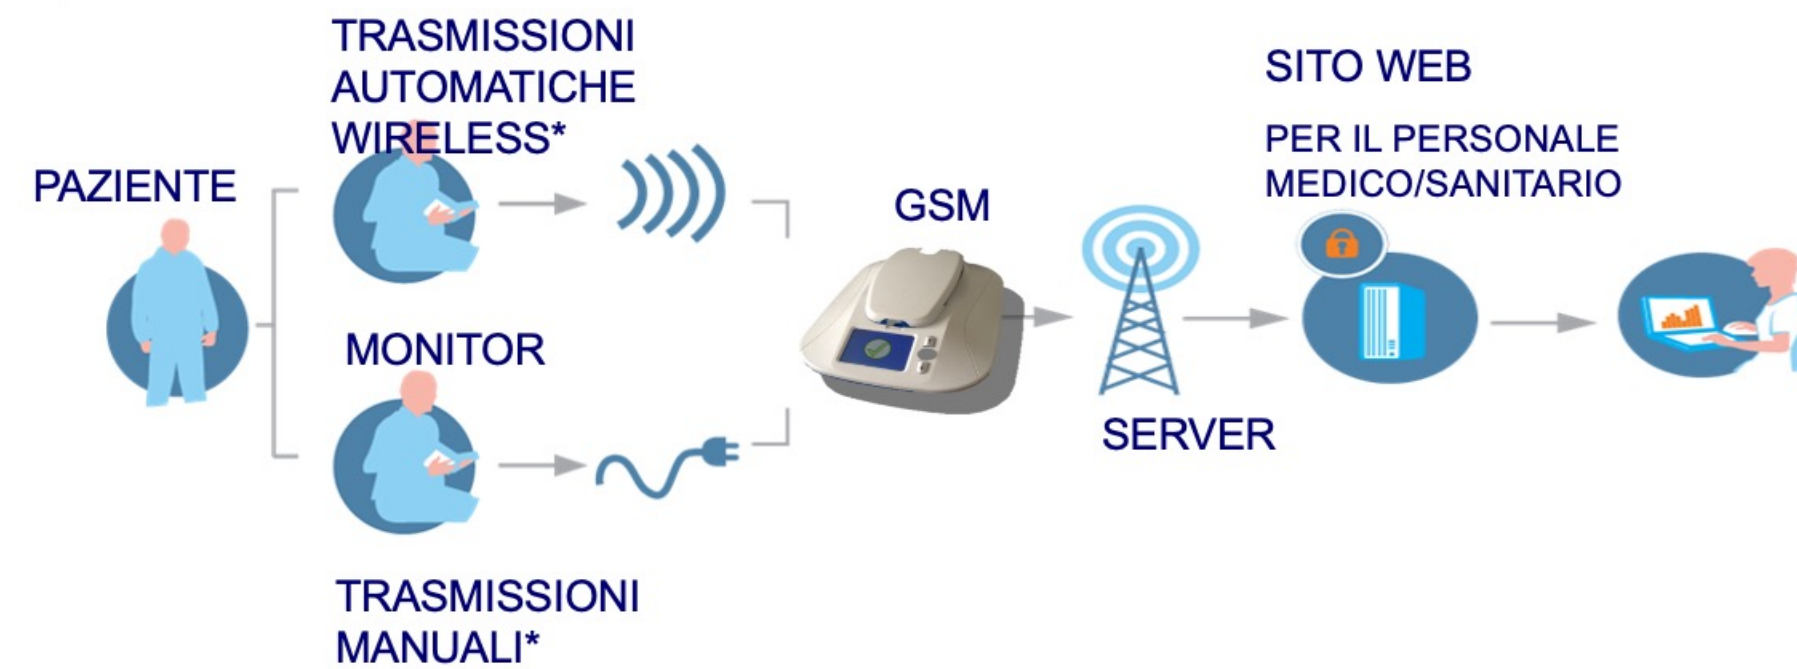 TRASMISSIONI
AUTOMATICHE
WIRELESS*
PAZIENTE
MONITOR
TRASMISSIONI
MANUALI*
GSM
SERVER
SITO WEB
PER IL PERSONALE
MEDICO/SANITARIO